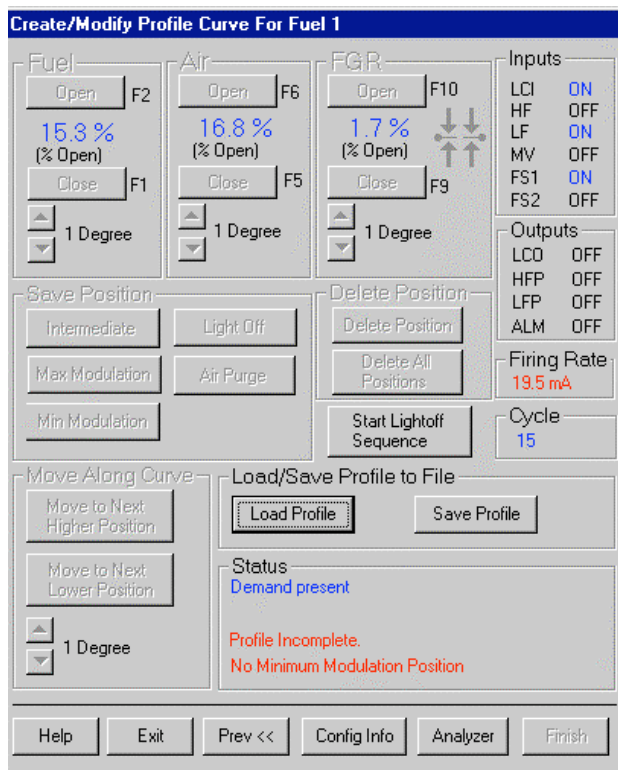 Create/Modify Profile Curve For Fuel 1
Fuel
Open F2
15.3 %
(% Open)
Close F1
1 Degree
Air
Open F6
16.8 %
(% Open)
Close F5
1 Degree
FGR
Open F10
1.7 %
(% Open)
Close F9
1 Degree
Inputs
LCI ON
HF OFF
LF ON
MV OFF
FS1 ON
FS2 OFF
Outputs
LCO OFF
HFP OFF
LFP OFF
ALM OFF
Save Position
Intermediate
Light Off
Max Modulation
Air Purge
Min Modulation
Delete Position
Delete Position
Delete All
Positions
Start Lightoff
Sequence
Firing Rate
19.5 mA
Cycle
15
Move Along Curve
Move to Next
Higher Position
Move to Next
Lower Position
1 Degree
Load/Save Profile to File
Load Profile
Save Profile
Status
Demand present
Profile Incomplete.
No Minimum Modulation Position
Help
Exit
Prev <<
Config Info
Analyzer
Finish